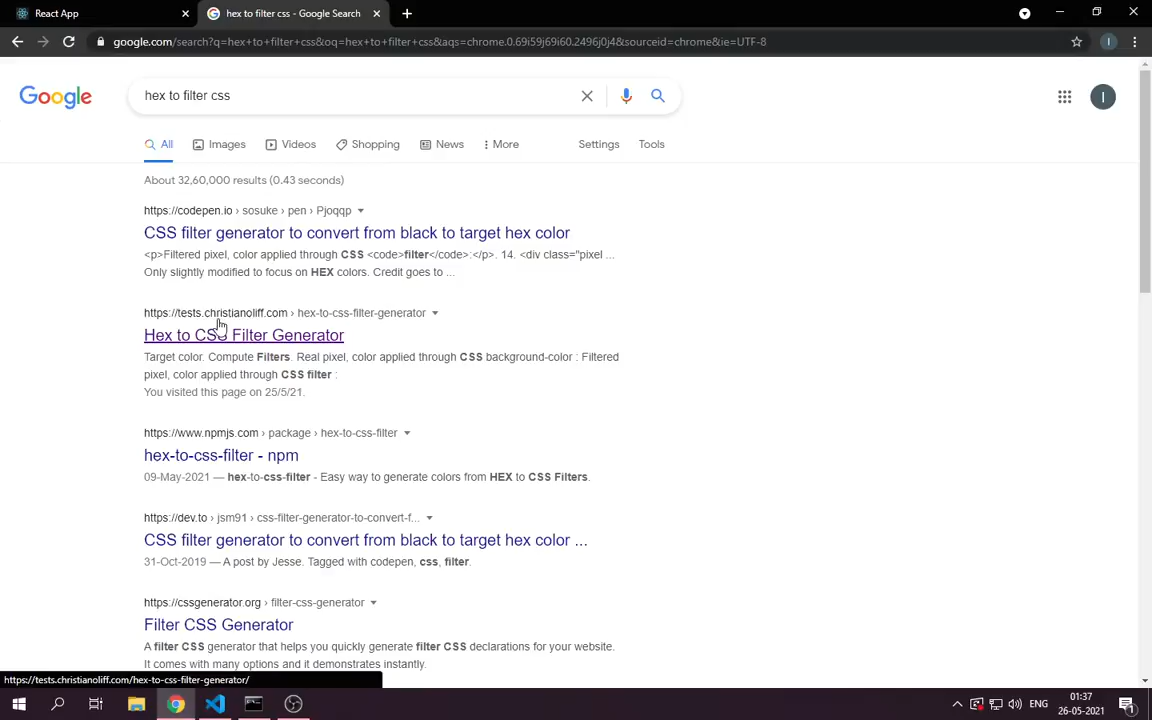 React App
hex to filter css - Google Search
google.com/search?q=hex+to+filter+css&oq=hex+to+filter+css&aqs=chrome.0.69i59j69i60.2496j0j4&sourceid=chrome&ie=UTF-8
I
Google
hex to filter css
I
All
Images
Videos
Shopping
News
More
Settings
Tools
About 32,60,000 results (0.43 seconds)
https://codepen.io › sosuke › pen › Pjoqqp
CSS filter generator to convert from black to target hex color
<p>Filtered pixel, color applied through CSS <code>filter</code>:</p>. 14. <div class="pixel ...
Only slightly modified to focus on HEX colors. Credit goes to ...
https://tests.christianoliff.com › hex-to-css-filter-generator
Hex to CSS Filter Generator
Target color. Compute Filters. Real pixel, color applied through CSS background-color : Filtered
pixel, color applied through CSS filter :
You visited this page on 25/5/21.
https://www.npmjs.com › package › hex-to-css-filter
hex-to-css-filter - npm
09-May-2021 — hex-to-css-filter - Easy way to generate colors from HEX to CSS Filters.
https://dev.to › jsm91 › css-filter-generator-to-convert-f...
CSS filter generator to convert from black to target hex color ...
31-Oct-2019 — A post by Jesse. Tagged with codepen, css, filter.
https://cssgenerator.org › filter-css-generator
Filter CSS Generator
A filter CSS generator that helps you quickly generate filter CSS declarations for your website.
It comes with many options and it demonstrates instantly.
https://tests.christianoliff.com/hex-to-css-filter-generator/
ENG
01:37
26-05-2021
1